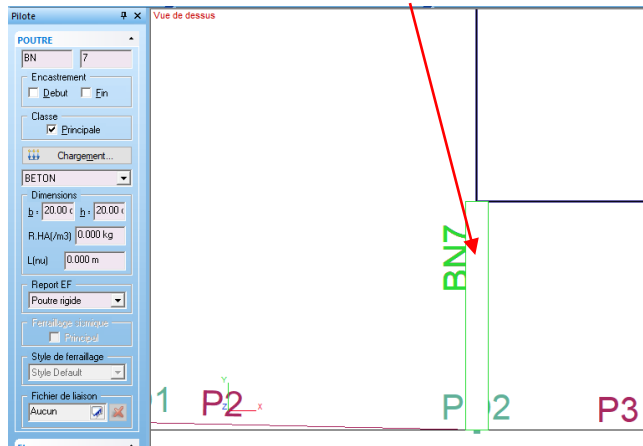 Pilote
Vue de dessus
POUTRE
BN 7
Encastrement
Debut Fin
Classe
Principale
Chargement...
BETON
Dimensions
b : 20.00 c h : 20.00 c
R.HA(/m3) 0.000 kg
L(nu) 0.000 m
Report EF
Poutre rigide
Ferraillage sismique
Principal
Style de ferraillage
Style Default
Fichier de liaison
Aucun
BN7
Y
Z X
P2
P3